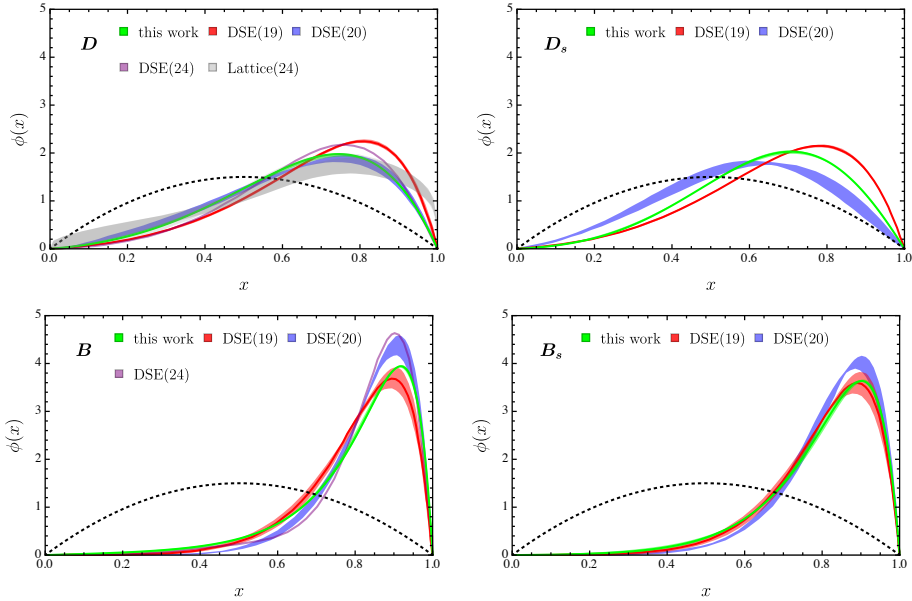 D this work DSE(19) DSE(20)
DSE(24) Lattice(24)
ϕ(x)
5
4
3
2
1
0
0.0 0.2 0.4 0.6 0.8 1.0
x
D_s this work DSE(19) DSE(20)
ϕ(x)
5
4
3
2
1
0
0.0 0.2 0.4 0.6 0.8 1.0
x
B this work DSE(19) DSE(20)
DSE(24)
ϕ(x)
5
4
3
2
1
0
0.0 0.2 0.4 0.6 0.8 1.0
x
B_s this work DSE(19) DSE(20)
ϕ(x)
5
4
3
2
1
0
0.0 0.2 0.4 0.6 0.8 1.0
x